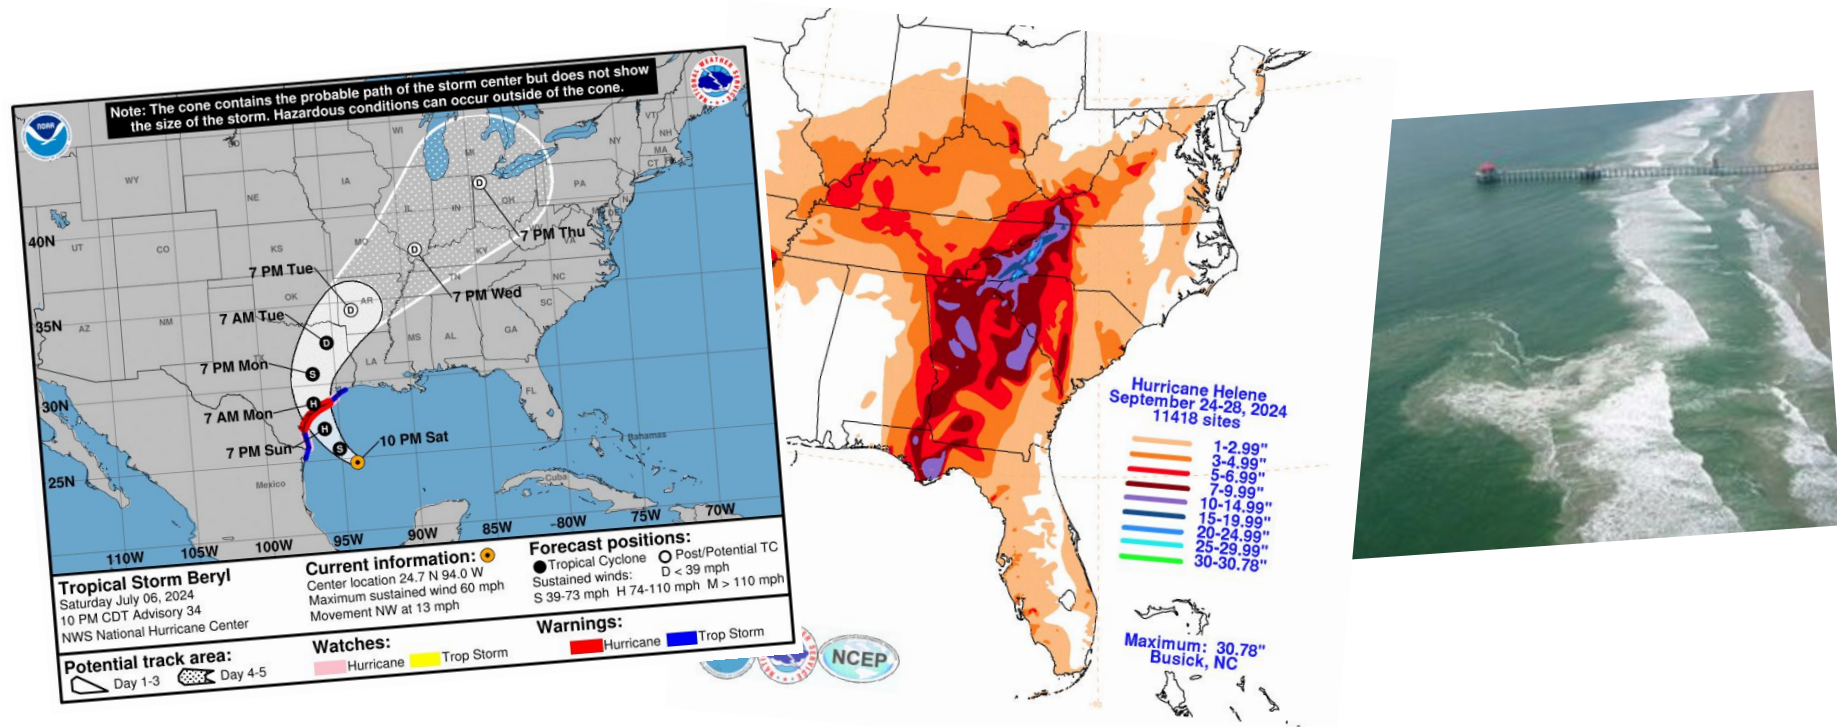 Note: The cone contains the probable path of the storm center but does not show
the size of the storm. Hazardous conditions can occur outside of the cone.
NOAA
WI
VT
NH
NY
MA
CT
MI
WY
IA
PA
NE
IL
IN
OH
40N
UT
CO
KS
MO
KY
VA
7 PM Thu
7 PM Tue
TN
NC
OK
AR
7 PM Wed
SC
35N
AZ
NM
7 AM Tue
MS
AL
GA
7 PM Mon
TX
LA
FL
30N
7 AM Mon
7 PM Sun
10 PM Sat
Bahamas
25N
Mexico
Cuba
D
D
D
D
S
H
H
S
110W
105W
100W
95W
90W
85W
-80W
75W
70W
Tropical Storm Beryl
Saturday July 06, 2024
10 PM CDT Advisory 34
NWS National Hurricane Center
Current information:
Center location 24.7 N 94.0 W
Maximum sustained wind 60 mph
Movement NW at 13 mph
Forecast positions:
Tropical Cyclone
Post/Potential TC
Sustained winds:
D < 39 mph
S 39-73 mph
H 74-110 mph
M > 110 mph
Potential track area:
Day 1-3
Day 4-5
Watches:
Hurricane
Trop Storm
Warnings:
Hurricane
Trop Storm
Hurricane Helene
September 24-28, 2024
11418 sites
1-2.99"
3-4.99"
5-6.99"
7-9.99"
10-14.99"
15-19.99"
20-24.99"
25-29.99"
30-30.78"
Maximum: 30.78"
Busick, NC
NCEP